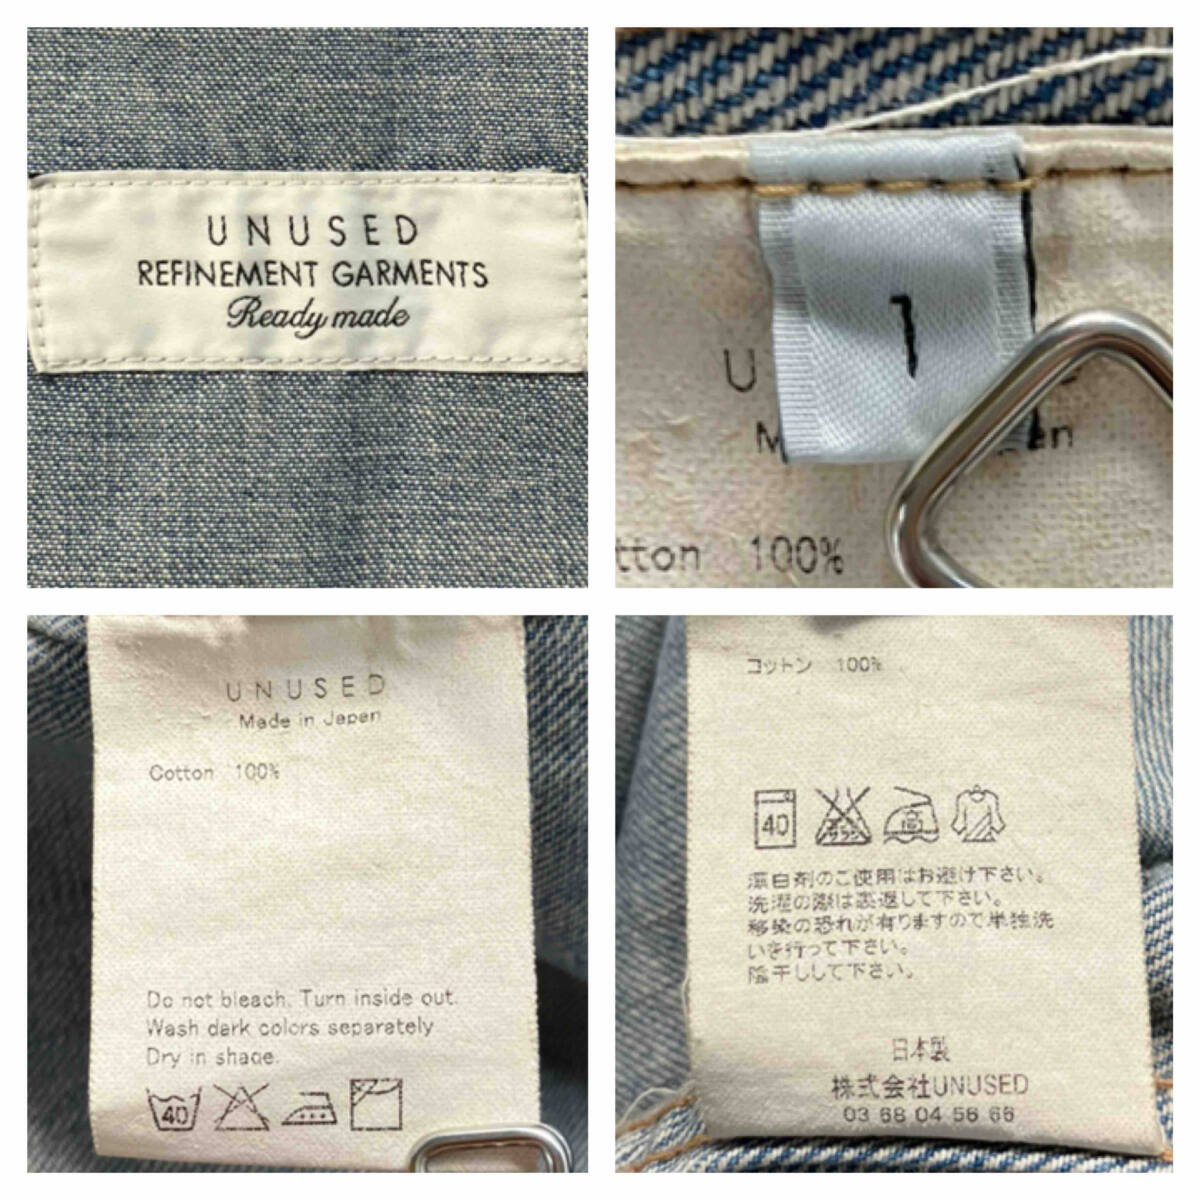 UNUSED
REFINEMENT GARMENTS
Ready made
1
U
tton 100%
UNUSED
Made in Japan
Cotton 100%
Do not bleach. Turn inside out.
Wash dark colors separately
Dry in shade.
40
コットン 100%
40
高
漂白剤のご使用はお避け下さい。
洗濯の際は裏返して下さい。
移染の恐れが有りますので単独洗
いを行って下さい。
陰干しして下さい。
日本製
株式会社UNUSED
03 68 04 56 66